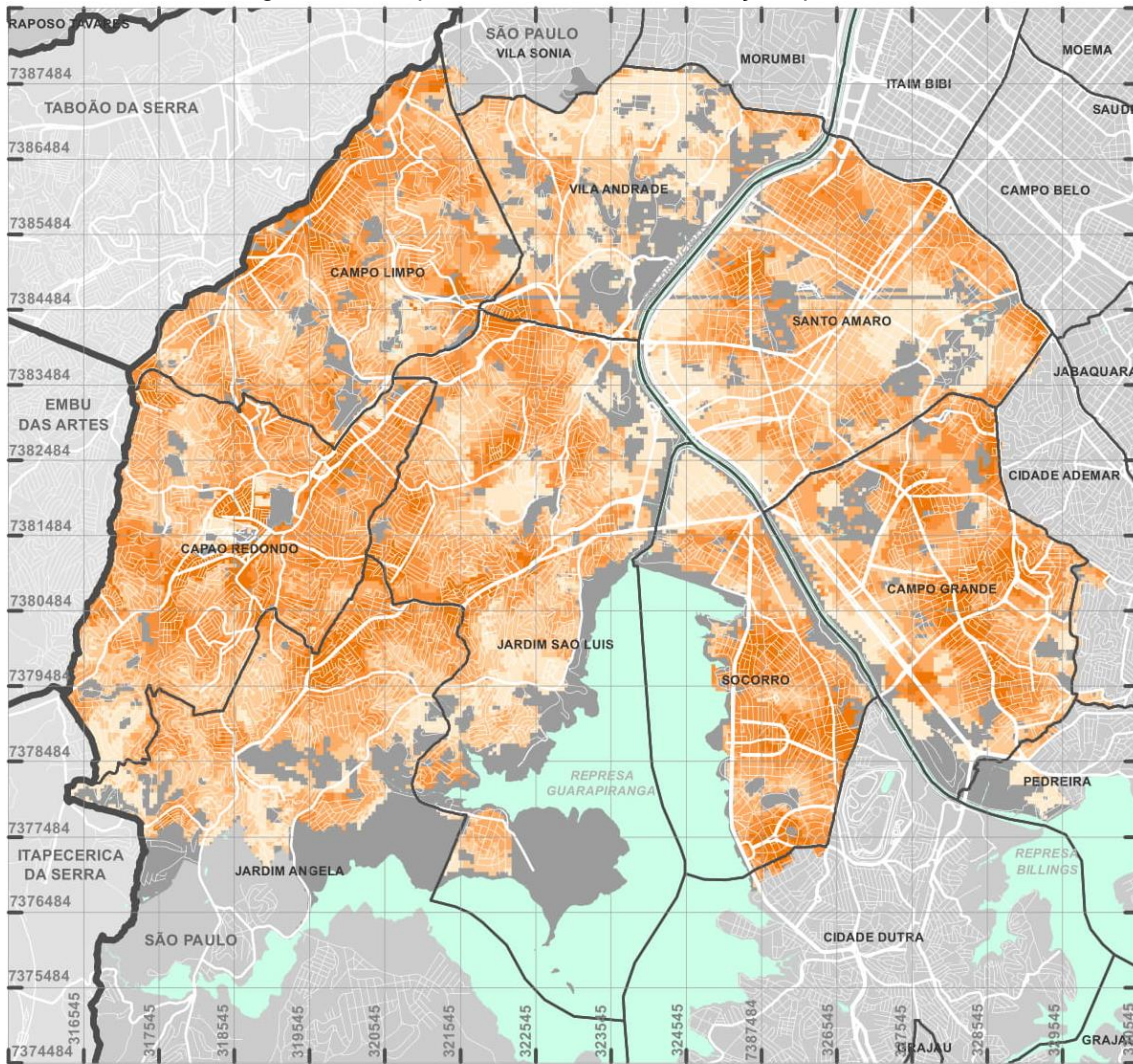 RAPOSO TAVARES
SÃO PAULO
VILA SONIA
MORUMBI
MOEMA
ITAIM BIBI
7387484
TABOÃO DA SERRA
7386484
VILA ANDRADE
CAMPO BELO
7385484
CAMPO LIMPO
7384484
SANTO AMARO
JABAQUARA
7383484
EMBU
DAS ARTES
7382484
CIDADE ADEMAR
7381484
CAPAO REDONDO
CAMPO GRANDE
7380484
JARDIM SAO LUIS
SOCORRO
7379484
7378484
REPRESA
GUARAPIRANGA
PEDREIRA
7377484
ITAPECERICA
DA SERRA
JARDIM ANGELA
REPRESA
BILLINGS
7376484
SÃO PAULO
CIDADE DUTRA
7375484
316545
317545
318545
319545
320545
321545
322545
323545
324545
7387484
326545
327545
328545
329545
GRAJAU
7374484